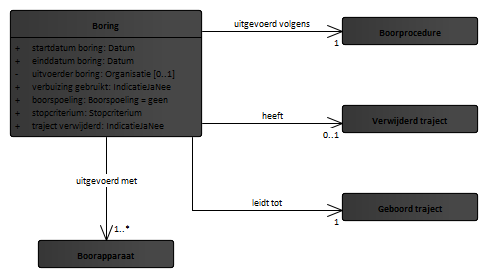 Boring
+ startdatum boring: Datum
+ einddatum boring: Datum
- uitvoerder boring: Organisatie [0..1]
+ verbuizing gebruikt: IndicatieJaNee
+ boorspoeling: Boorspoeling = geen
+ stopcriterium: Stopcriterium
+ traject verwijderd: IndicatieJaNee
uitgevoerd volgens
1
Boorprocedure
heeft
0..1
Verwijderd traject
leidt tot
1
Geboord traject
uitgevoerd met
1..*
Boorapparaat